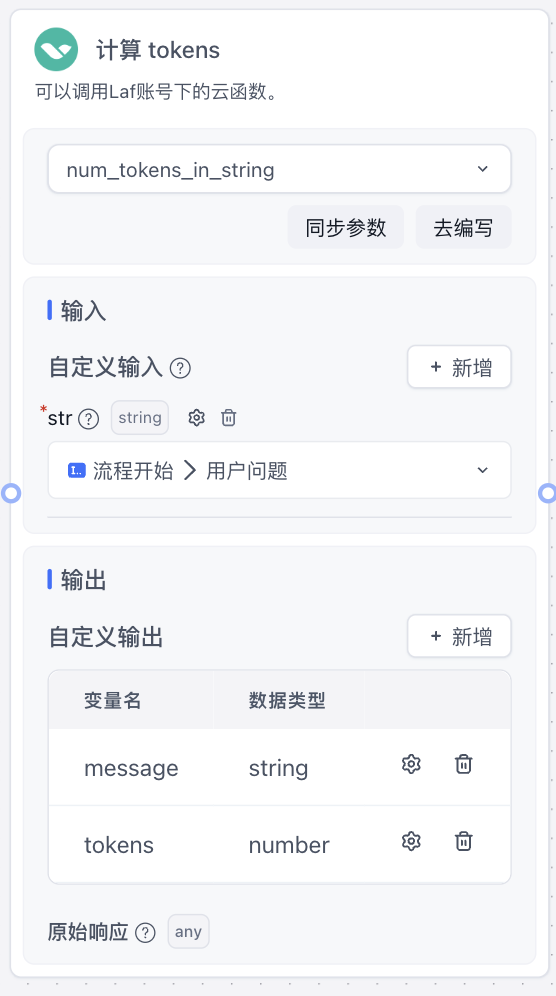 计算 tokens
可以调用Laf账号下的云函数。
num_tokens_in_string
同步参数 去编写
输入
自定义输入 ? + 新增
*str ? string
I.. 流程开始 > 用户问题
输出
自定义输出 + 新增
变量名 数据类型
message string
tokens number
原始响应 ? any